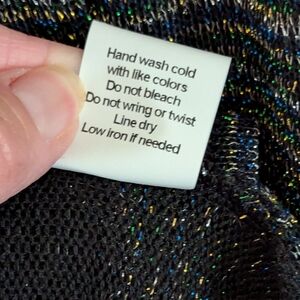 Hand wash cold
with like colors
Do not bleach
Do not wring or twist
Line dry
Low iron if needed